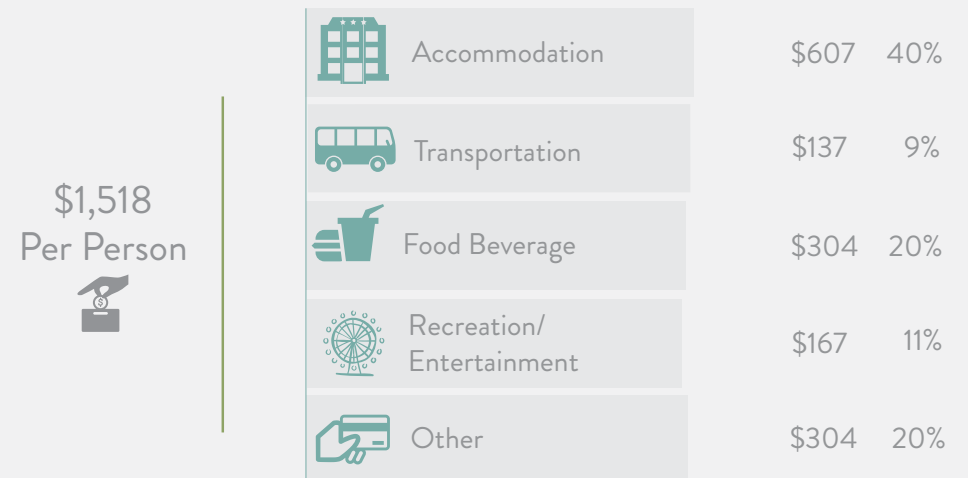 $1,518
Per Person
$
Accommodation $607 40%
Transportation $137 9%
Food Beverage $304 20%
Recreation/
Entertainment $167 11%
Other $304 20%